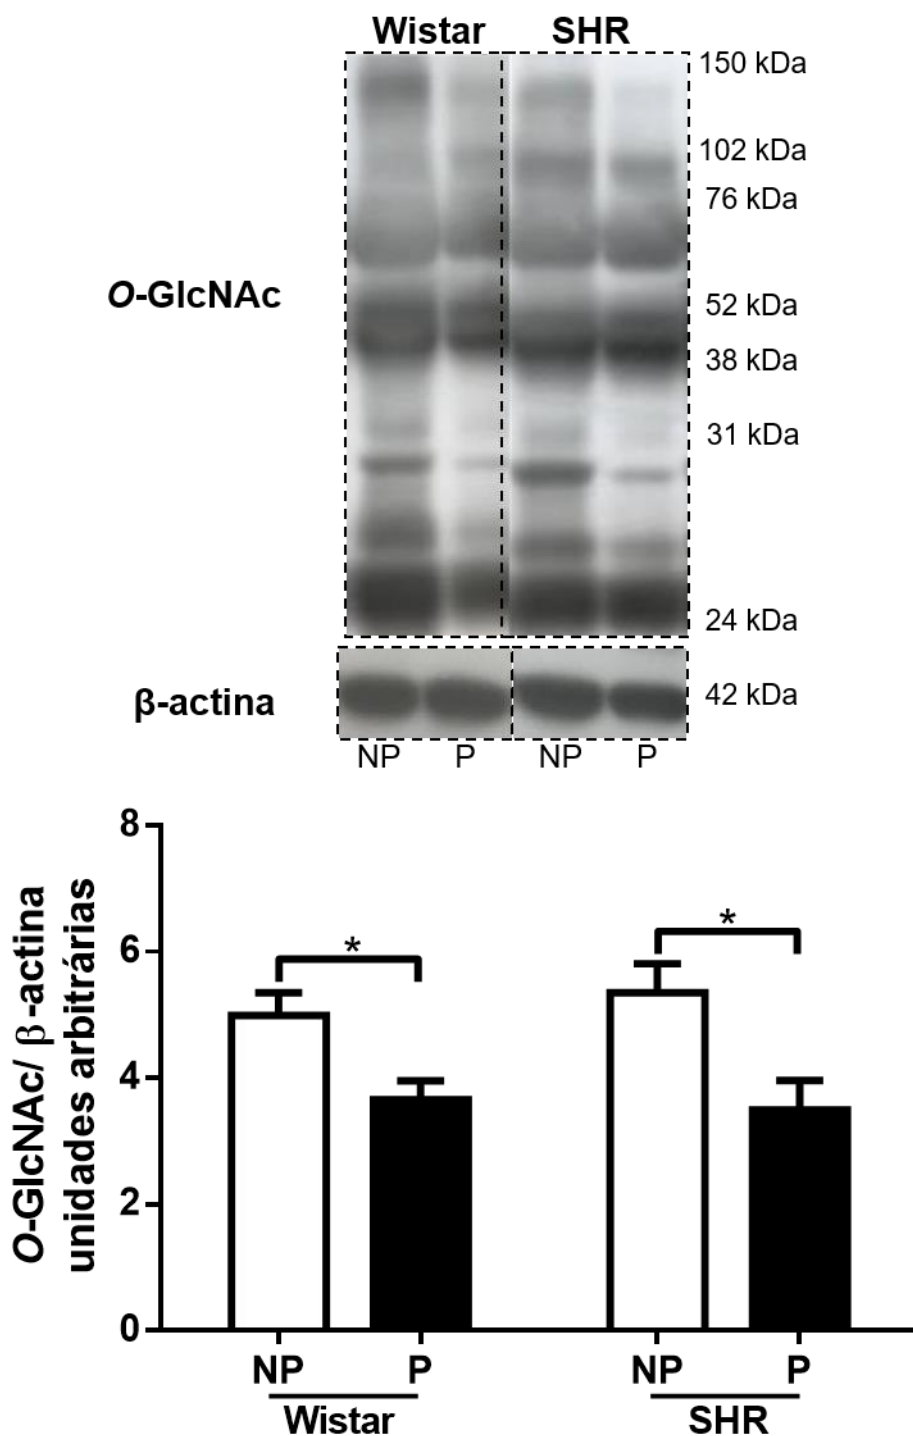 Wistar SHR
150 kDa
102 kDa
76 kDa
O-GlcNAc
52 kDa
38 kDa
31 kDa
24 kDa
β-actina
42 kDa
NP P NP P
O-GlcNAc/ β-actina
unidades arbitrárias
8
6
4
2
0
* *
NP P NP P
Wistar SHR